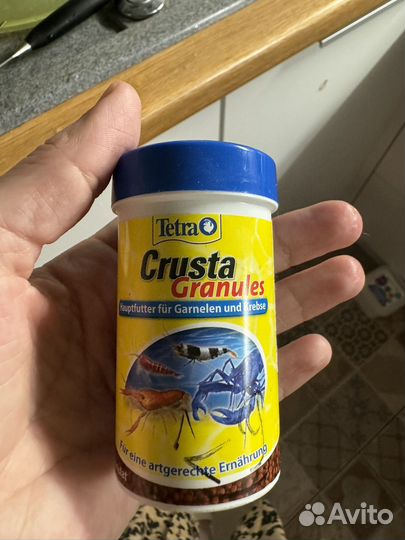 Tetra
Crusta
Granules
Hauptfutter für Garnelen und Krebse
Für eine artgerechte Ernährung
Avito